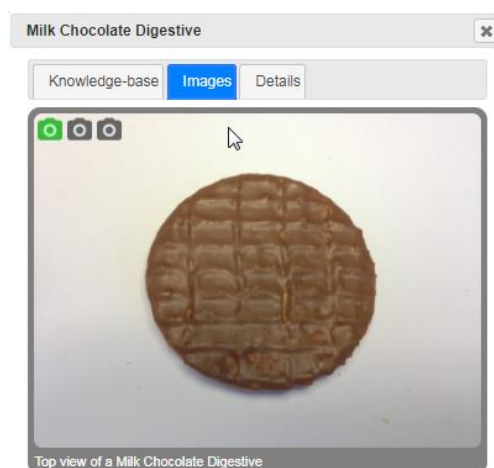 Milk Chocolate Digestive
Knowledge-base Images Details
Top view of a Milk Chocolate Digestive